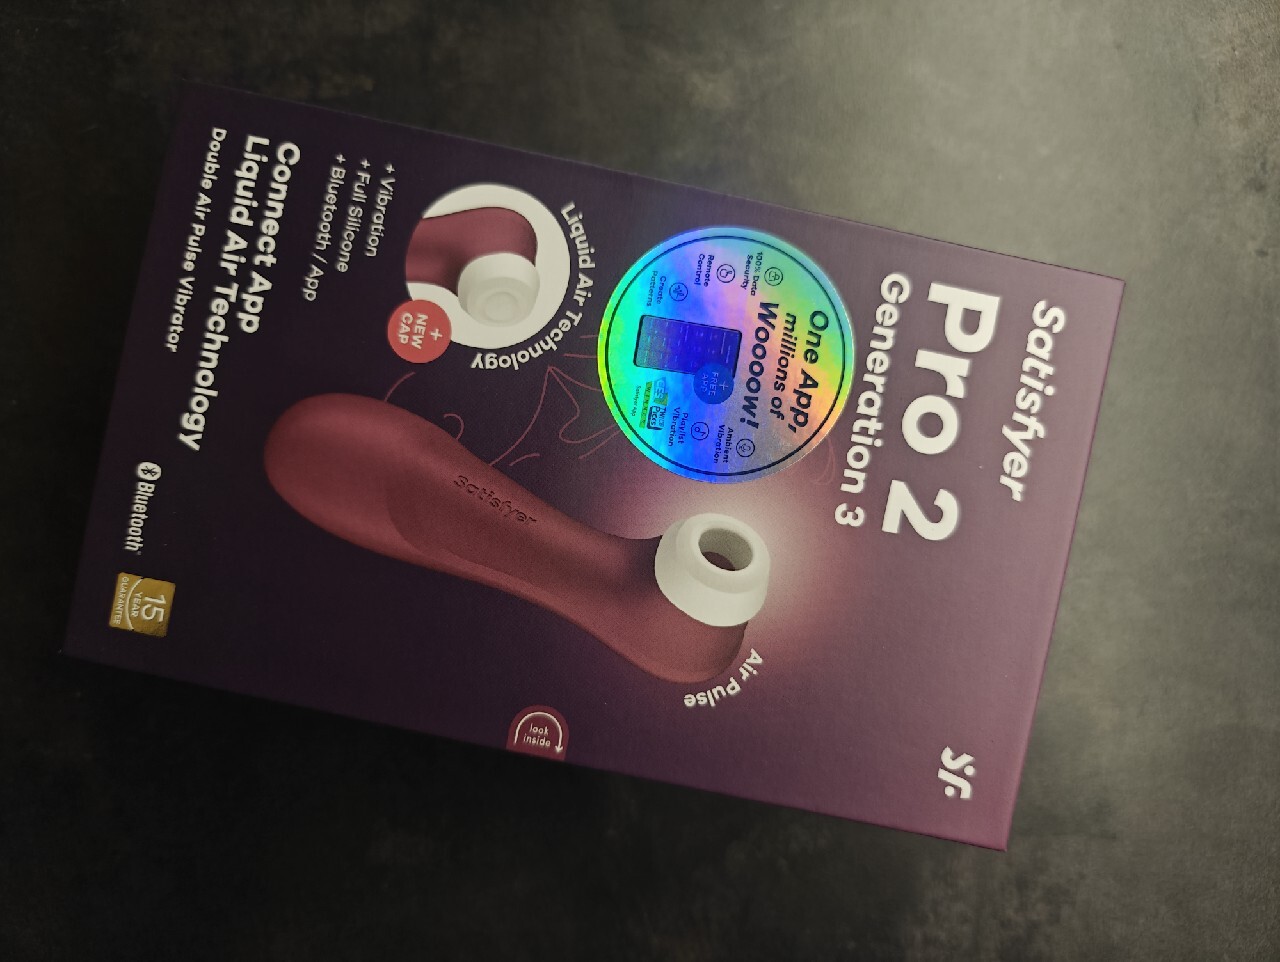 Satisfyer
Pro 2
Generation 3
One App,
millions of
Woooow!
100% Data
Security
Remote
Control
Create
Patterns
+
FREE
APP
Ambient
Vibration
Playlist
Vibration
Liquid Air Technology
+
NEW
CAP
+ Vibration
+ Full Silicone
+ Bluetooth / App
Satisfyer
Air Pulse
Connect App
Liquid Air Technology
Double Air Pulse Vibrator
Bluetooth
15
YEAR
GUARANTEE
look
inside
Sf.